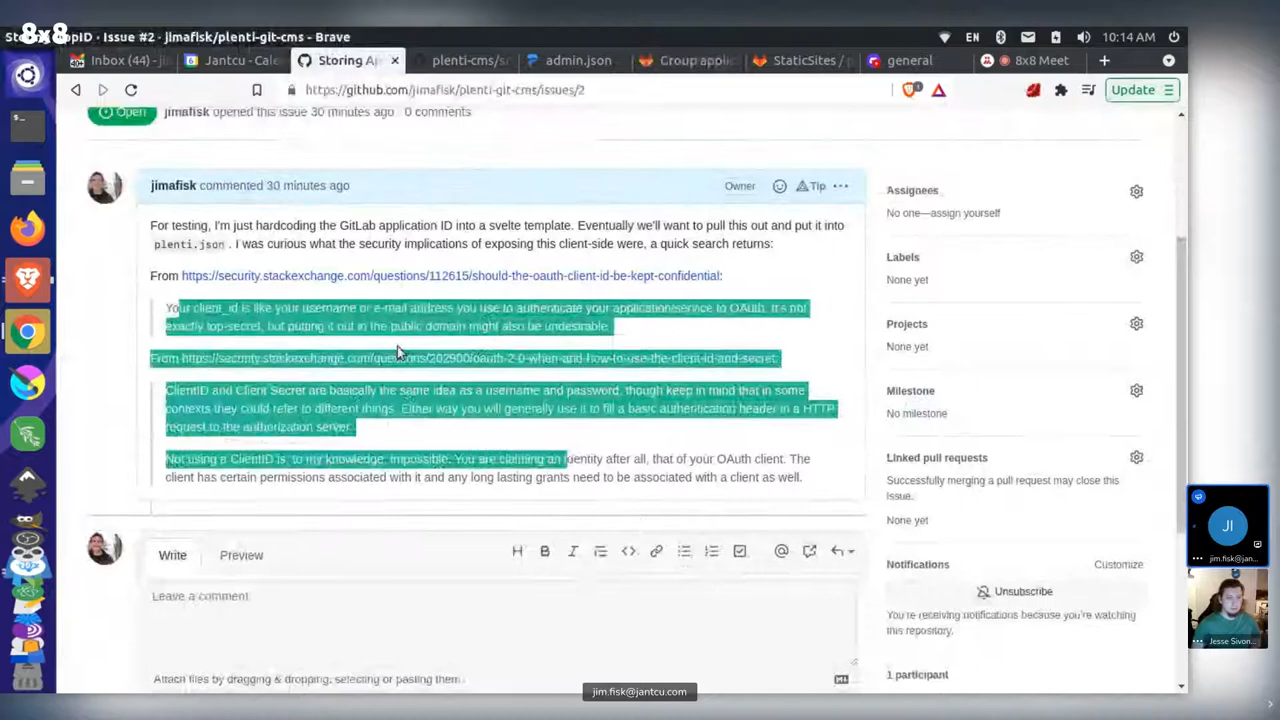 8x8
pID · Issue #2 · jimafisk/plenti-git-cms - Brave
EN
10:14 AM
Inbox (44) - ji
Jantcu - Cale
Storing Ap
plenti-cms/s
admin.json
Group applic
StaticSites / p
general
8x8 Meet
https://github.com/jimafisk/plenti-git-cms/issues/2
1
Update
Open
jimafisk opened this issue 30 minutes ago · 0 comments
jimafisk commented 30 minutes ago
Owner
Tip
For testing, I'm just hardcoding the GitLab application ID into a svelte template. Eventually we'll want to pull this out and put it into
plenti.json . I was curious what the security implications of exposing this client-side were, a quick search returns:
From https://security.stackexchange.com/questions/112615/should-the-oauth-client-id-be-kept-confidential:
Your client_id is like your username or e-mail address you use to authenticate your application/service to OAuth. It's not
exactly top-secret, but putting it out in the public domain might also be undesirable.
From https://security.stackexchange.com/questions/202900/oauth-2-0-when-and-how-to-use-the-client-id-and-secret:
ClientID and Client Secret are basically the same idea as a username and password, though keep in mind that in some
contexts they could refer to different things. Either way you will generally use it to fill a basic authentication header in a HTTP
request to the authorization server.
Not using a ClientID is, to my knowledge, impossible. You are claiming an identity after all, that of your OAuth client. The
client has certain permissions associated with it and any long lasting grants need to be associated with a client as well.
Write
Preview
H B I
Leave a comment
Attach files by dragging & dropping, selecting or pasting them.
Assignees
No one—assign yourself
Labels
None yet
Projects
None yet
Milestone
No milestone
Linked pull requests
Successfully merging a pull request may close this
issue.
None yet
Notifications
Customize
Unsubscribe
You're receiving notifications because you're watching
this repository.
1 participant
JI
jim.fisk@jan...
Jesse Sivon...
jim.fisk@jantcu.com